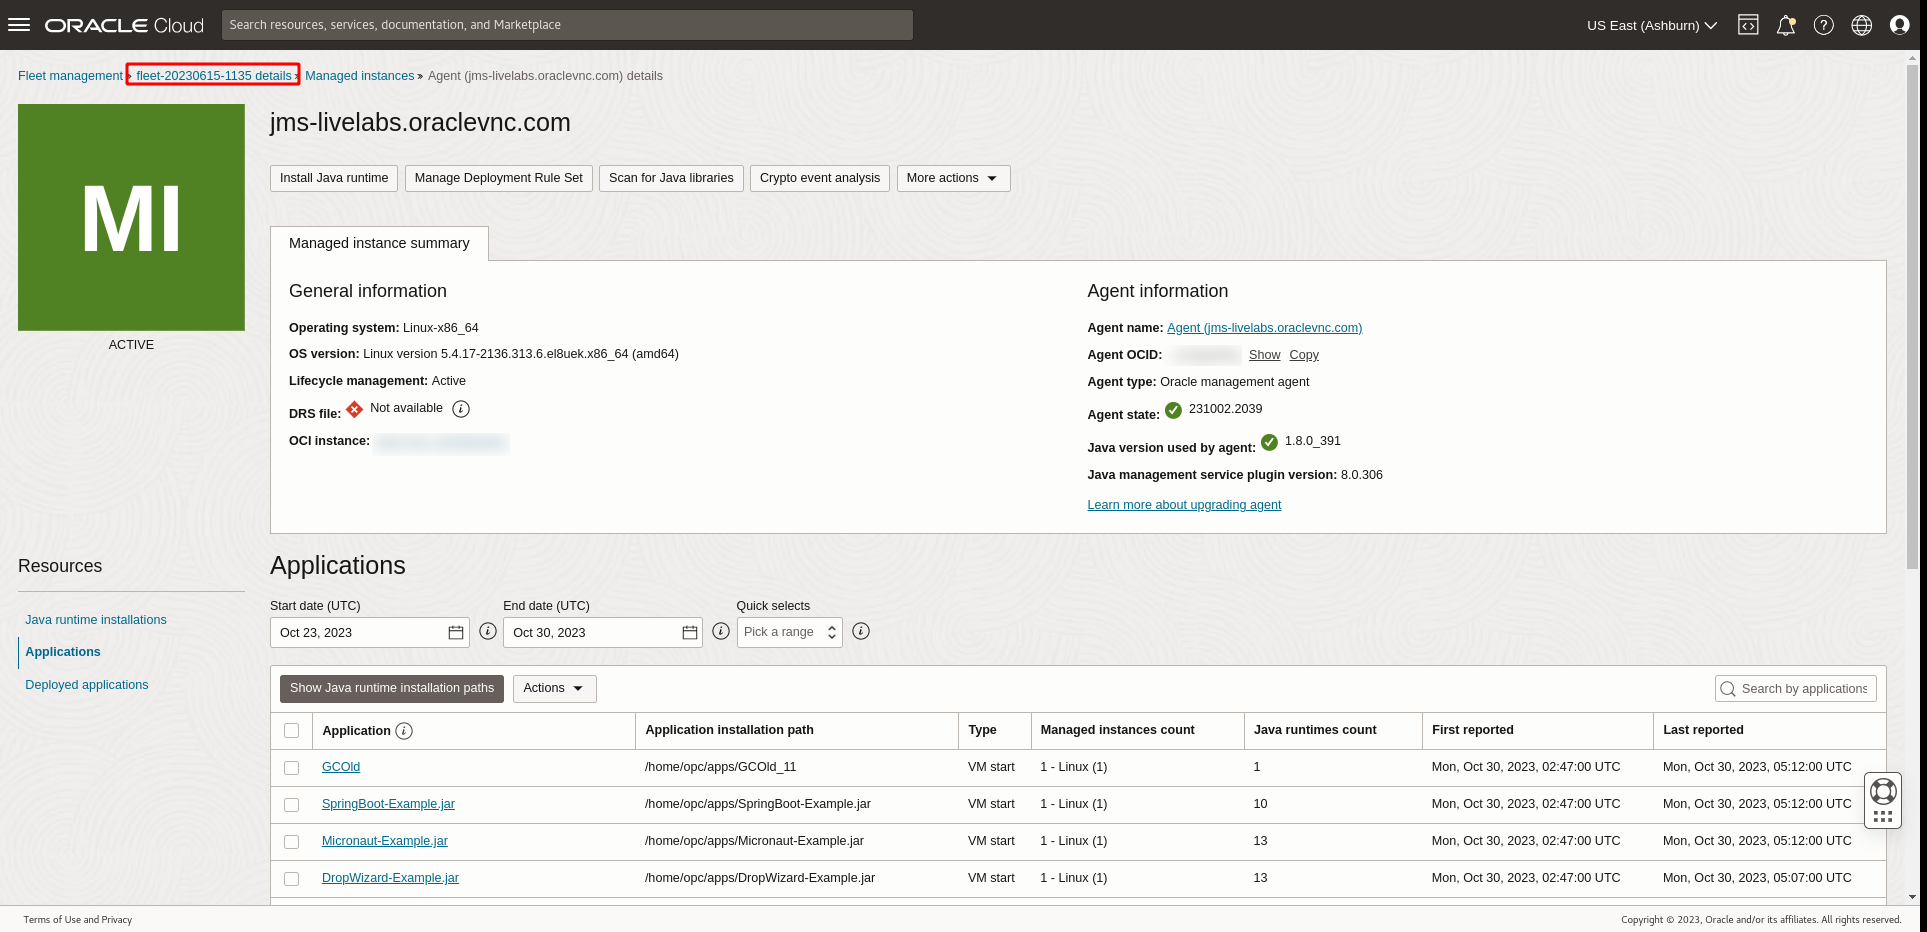 ORACLE Cloud
Search resources, services, documentation, and Marketplace
US East (Ashburn)
Fleet management » fleet-20230615-1135 details » Managed instances » Agent (jms-livelabs.oraclevnc.com) details
MI
ACTIVE
jms-livelabs.oraclevnc.com
Install Java runtime
Manage Deployment Rule Set
Scan for Java libraries
Crypto event analysis
More actions
Managed instance summary
General information
Operating system: Linux-x86_64
OS version: Linux version 5.4.17-2136.313.6.el8uek.x86_64 (amd64)
Lifecycle management: Active
DRS file: Not available
OCI instance:
Agent information
Agent name: Agent (jms-livelabs.oraclevnc.com)
Agent OCID: Show Copy
Agent type: Oracle management agent
Agent state: 231002.2039
Java version used by agent: 1.8.0_391
Java management service plugin version: 8.0.306
Learn more about upgrading agent
Resources
Java runtime installations
Applications
Deployed applications
Applications
Start date (UTC) End date (UTC) Quick selects
Oct 23, 2023 Oct 30, 2023 Pick a range
Show Java runtime installation paths Actions Search by applications
Application Application installation path Type Managed instances count Java runtimes count First reported Last reported
GCOld /home/opc/apps/GCOld_11 VM start 1 - Linux (1) 1 Mon, Oct 30, 2023, 02:47:00 UTC Mon, Oct 30, 2023, 05:12:00 UTC
SpringBoot-Example.jar /home/opc/apps/SpringBoot-Example.jar VM start 1 - Linux (1) 10 Mon, Oct 30, 2023, 02:47:00 UTC Mon, Oct 30, 2023, 05:12:00 UTC
Micronaut-Example.jar /home/opc/apps/Micronaut-Example.jar VM start 1 - Linux (1) 13 Mon, Oct 30, 2023, 02:47:00 UTC Mon, Oct 30, 2023, 05:12:00 UTC
DropWizard-Example.jar /home/opc/apps/DropWizard-Example.jar VM start 1 - Linux (1) 13 Mon, Oct 30, 2023, 02:47:00 UTC Mon, Oct 30, 2023, 05:07:00 UTC
Terms of Use and Privacy
Copyright © 2023, Oracle and/or its affiliates. All rights reserved.